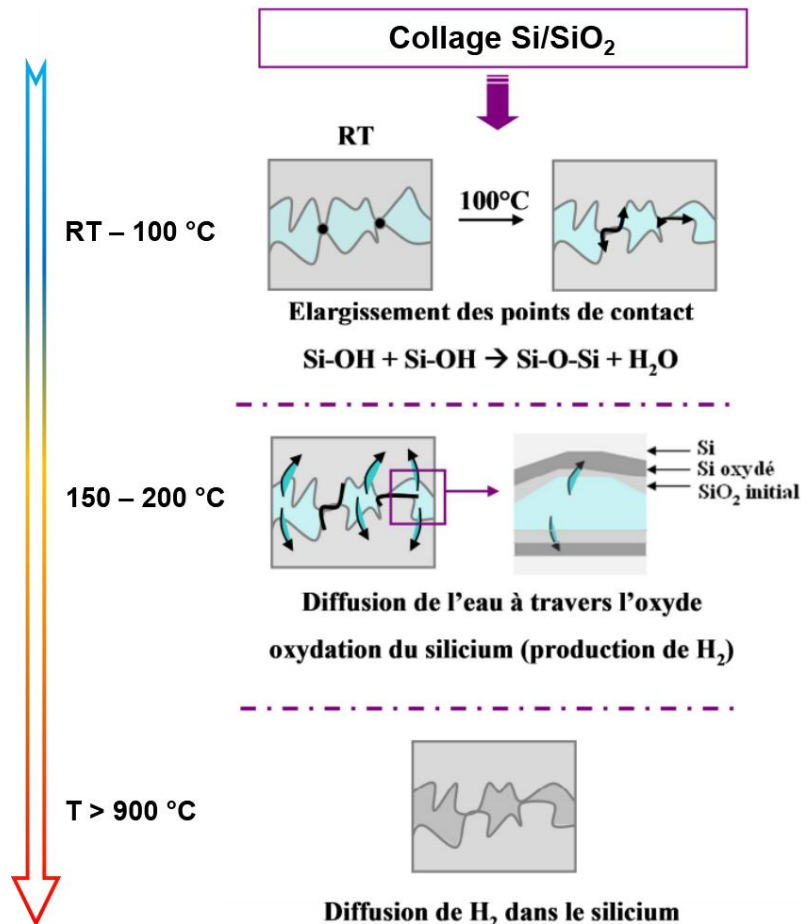 Collage Si/SiO₂
RT
RT – 100 °C
100°C
Elargissement des points de contact
Si-OH + Si-OH → Si-O-Si + H₂O
150 – 200 °C
Si
Si oxydé
SiO₂ initial
Diffusion de l'eau à travers l'oxyde
oxydation du silicium (production de H₂)
T > 900 °C
Diffusion de H₂ dans le silicium